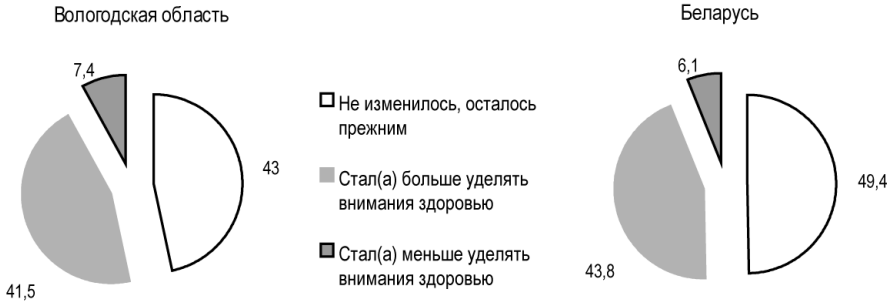 Вологодская область
7,4
43
41,5
Не изменилось, осталось
прежним
Стал(а) больше уделять
внимания здоровью
Стал(а) меньше уделять
внимания здоровью
Беларусь
6,1
49,4
43,8